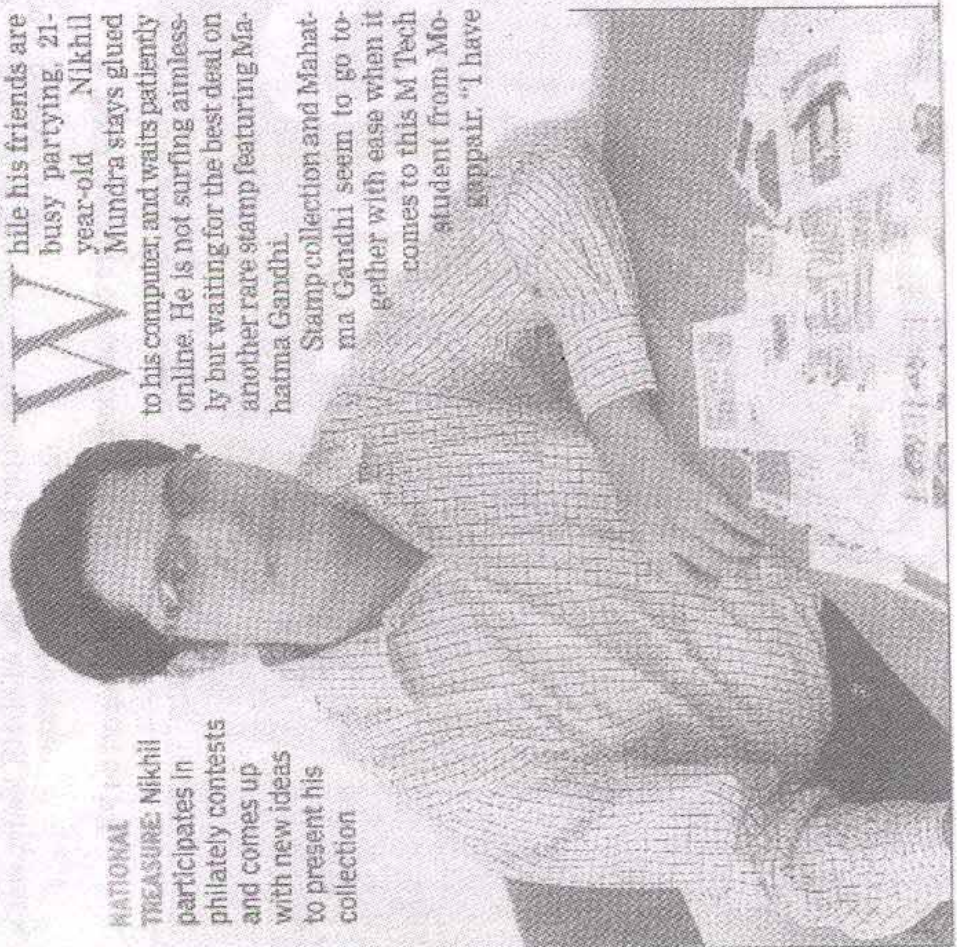 NATIONAL
TREASURE: Nikhil
participates in
philately contests
and comes up
with new ideas
to present his
collection
While his friends are
busy partying, 21-
year-old Nikhil
Mundra stays glued
to his computer, and waits patiently
online. He is not surfing aimless-
ly but waiting for the best deal on
another rare stamp featuring Ma-
hatma Gandhi.
Stamp collection and Mahat-
ma Gandhi seem to go to-
gether with ease when it
comes to this M Tech
student from Mo-
gappair. "I have